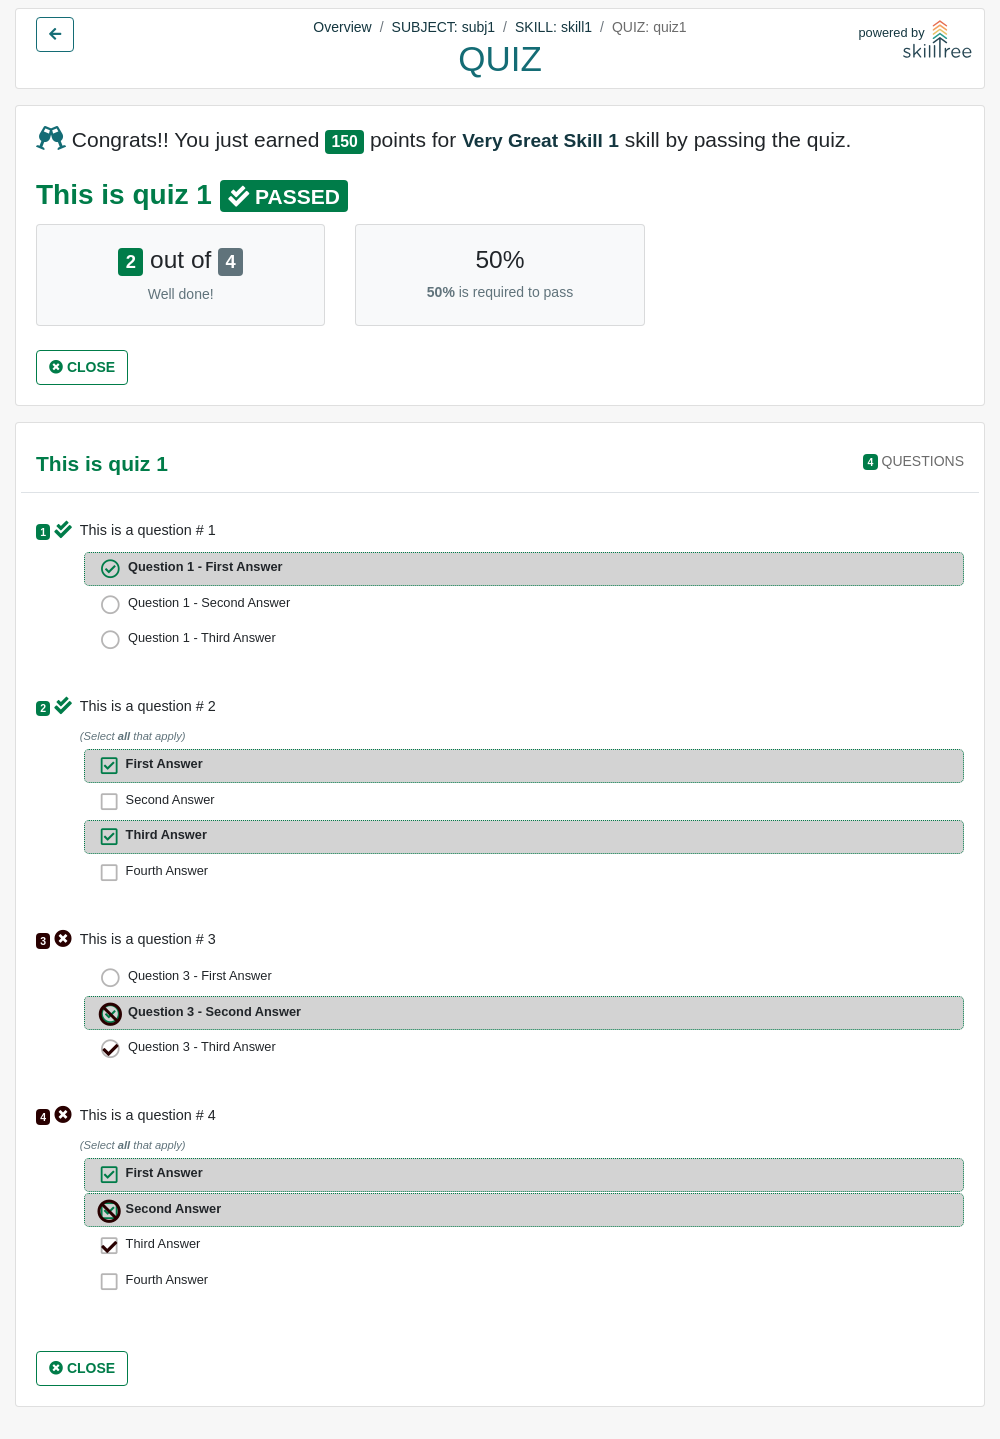 Overview / SUBJECT: subj1 / SKILL: skill1 / QUIZ: quiz1
QUIZ
powered by
skilltree
Congrats!! You just earned 150 points for Very Great Skill 1 skill by passing the quiz.
This is quiz 1 PASSED
2 out of 4
Well done!
50%
50% is required to pass
CLOSE
This is quiz 1
4 QUESTIONS
1 This is a question # 1
Question 1 - First Answer
Question 1 - Second Answer
Question 1 - Third Answer
2 This is a question # 2
(Select all that apply)
First Answer
Second Answer
Third Answer
Fourth Answer
3 This is a question # 3
Question 3 - First Answer
Question 3 - Second Answer
Question 3 - Third Answer
4 This is a question # 4
(Select all that apply)
First Answer
Second Answer
Third Answer
Fourth Answer
CLOSE